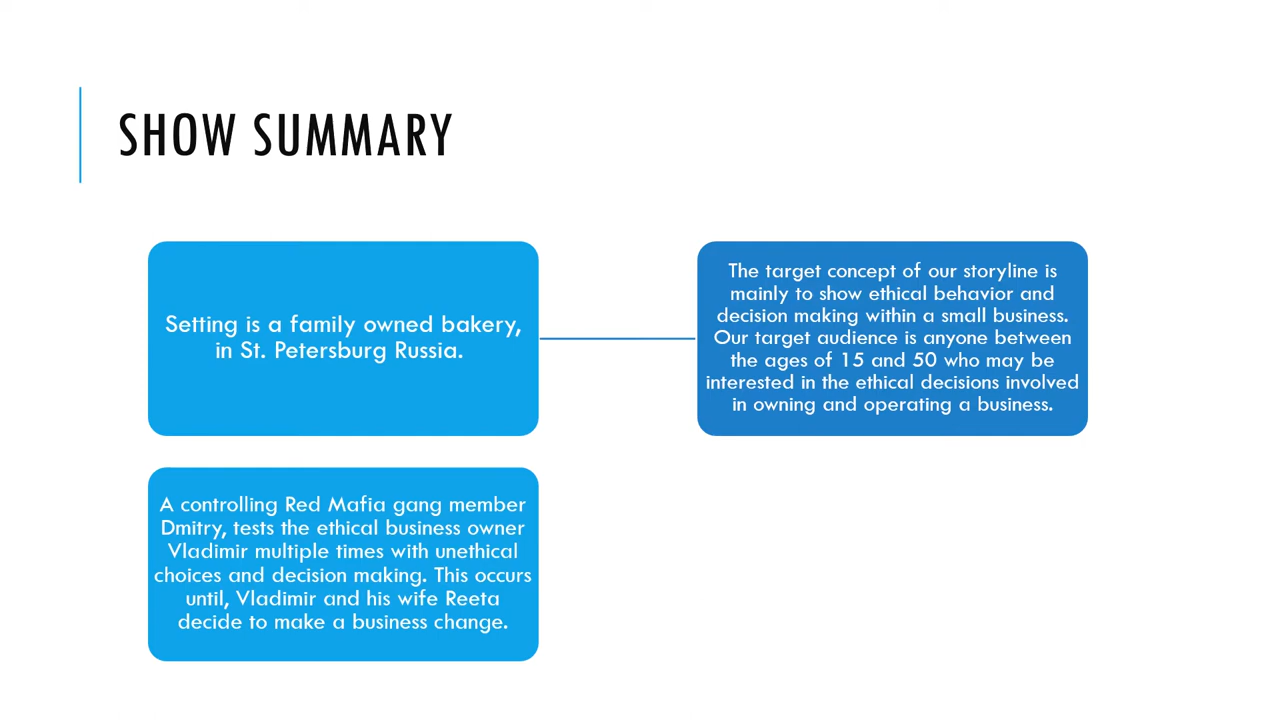 SHOW SUMMARY
Setting is a family owned bakery,
in St. Petersburg Russia.
The target concept of our storyline is
mainly to show ethical behavior and
decision making within a small business.
Our target audience is anyone between
the ages of 15 and 50 who may be
interested in the ethical decisions involved
in owning and operating a business.
A controlling Red Mafia gang member
Dmitry, tests the ethical business owner
Vladimir multiple times with unethical
choices and decision making. This occurs
until, Vladimir and his wife Reeta
decide to make a business change.